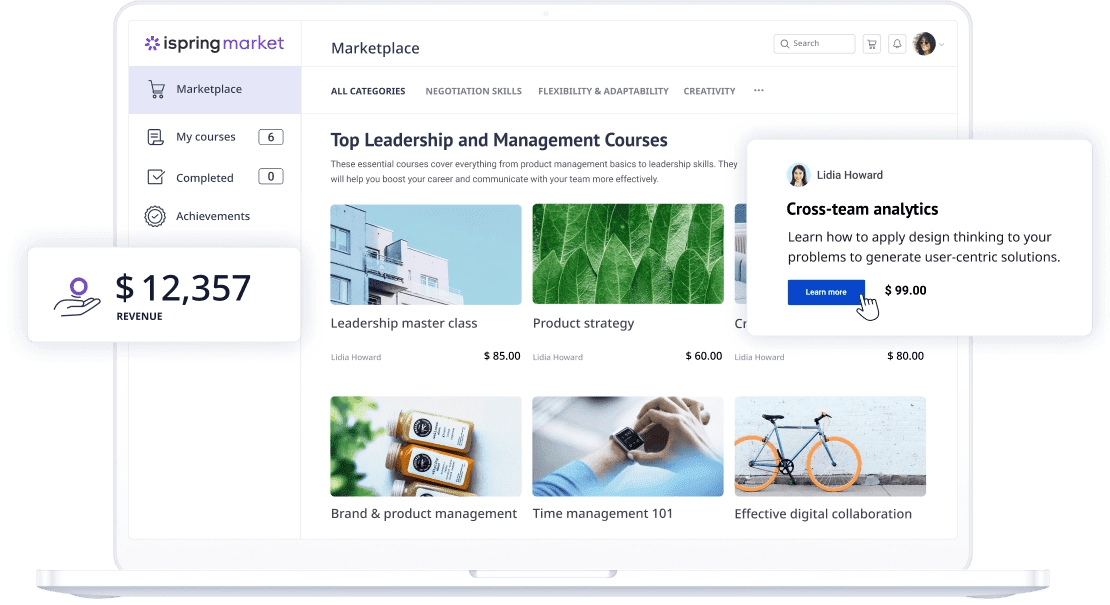 ispring market
Marketplace
Search
Marketplace
My courses 6
Completed 0
Achievements
ALL CATEGORIES NEGOTIATION SKILLS FLEXIBILITY & ADAPTABILITY CREATIVITY ...
Top Leadership and Management Courses
These essential courses cover everything from product management basics to leadership skills. They
will help you boost your career and communicate with your team more effectively.
Lidia Howard
Cross-team analytics
Learn how to apply design thinking to your
problems to generate user-centric solutions.
Learn more $ 99.00
$ 12,357
REVENUE
Leadership master class
Lidia Howard $ 85.00
Product strategy
Lidia Howard $ 60.00
Cr
Lidia Howard $ 80.00
Brand & product management
Time management 101
Effective digital collaboration